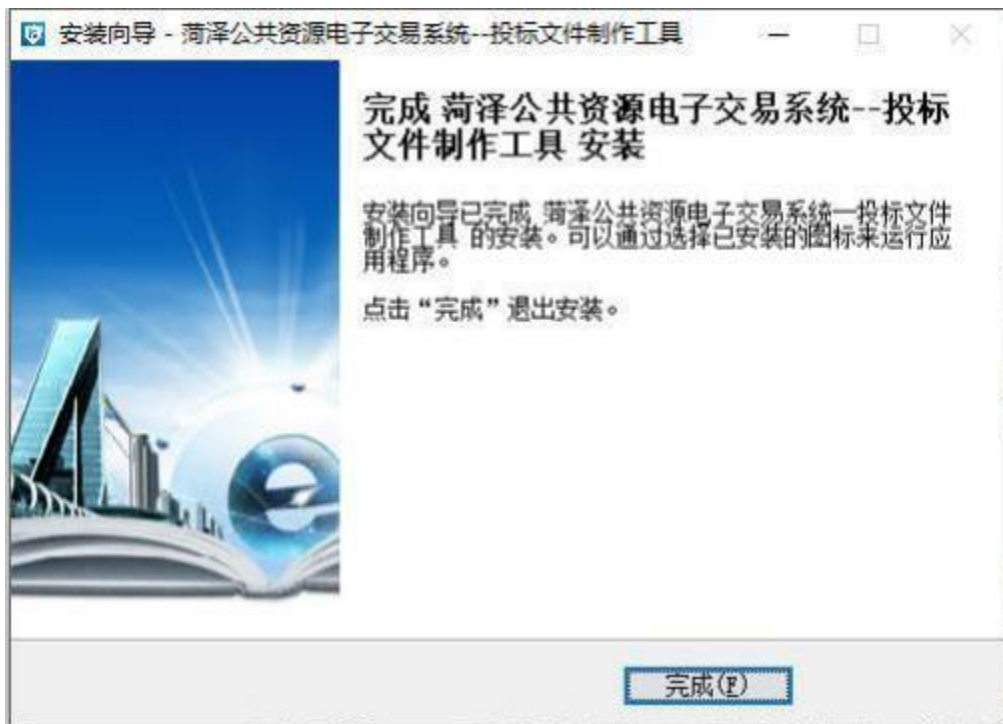 安装向导 - 菏泽公共资源电子交易系统--投标文件制作工具
完成 菏泽公共资源电子交易系统--投标
文件制作工具 安装
安装向导已完成 菏泽公共资源电子交易系统—投标文件
制作工具 的安装。可以通过选择已安装的图标来运行应
用程序。
点击“完成”退出安装。
完成(F)